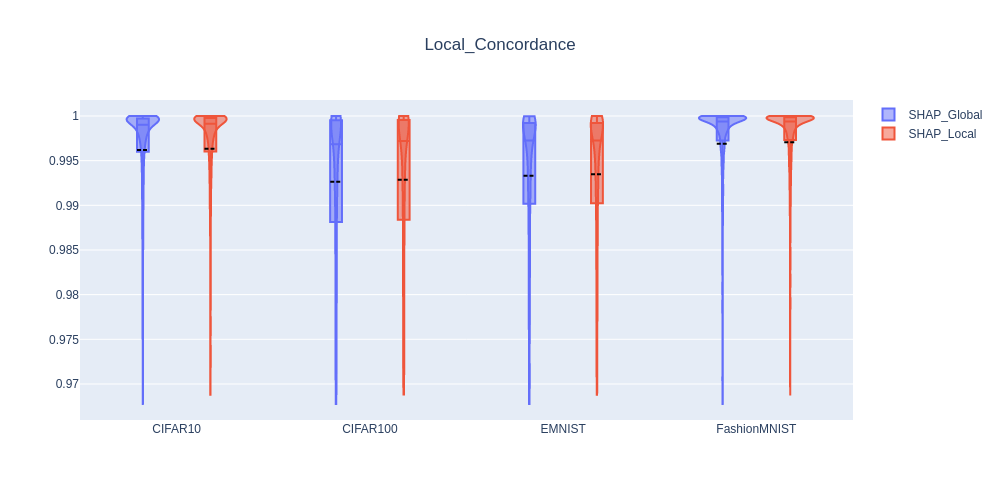 Local_Concordance
SHAP_Global
SHAP_Local
1
0.995
0.99
0.985
0.98
0.975
0.97
CIFAR10
CIFAR100
EMNIST
FashionMNIST